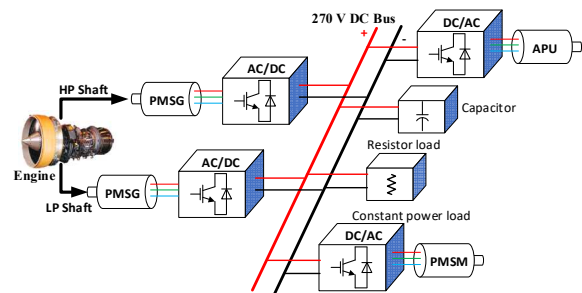 270 V DC Bus
+
-
DC/AC
APU
HP Shaft
PMSG
AC/DC
Capacitor
Engine
LP Shaft
PMSG
AC/DC
Resistor load
Constant power load
DC/AC
PMSM